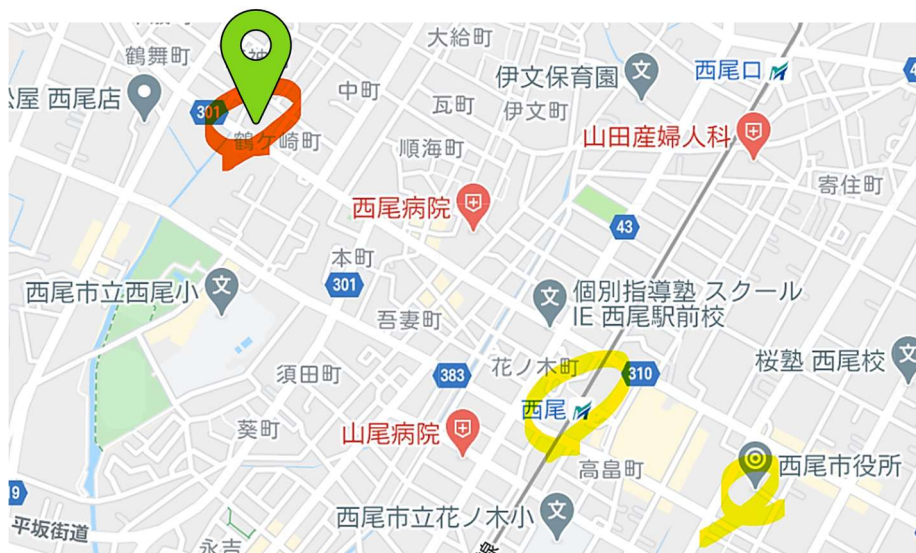 鶴舞町
大給町
伊文保育園
西尾口
屋 西尾店
301
中町
瓦町
伊文町
山田産婦人科
鶴ケ崎町
順海町
寄住町
西尾病院
43
本町
301
西尾市立西尾小
個別指導塾 スクール
IE 西尾駅前校
吾妻町
須田町
383
花ノ木町
310
桜塾 西尾校
西尾
葵町
山尾病院
高畠町
西尾市役所
平坂街道
西尾市立花ノ木小
永吉